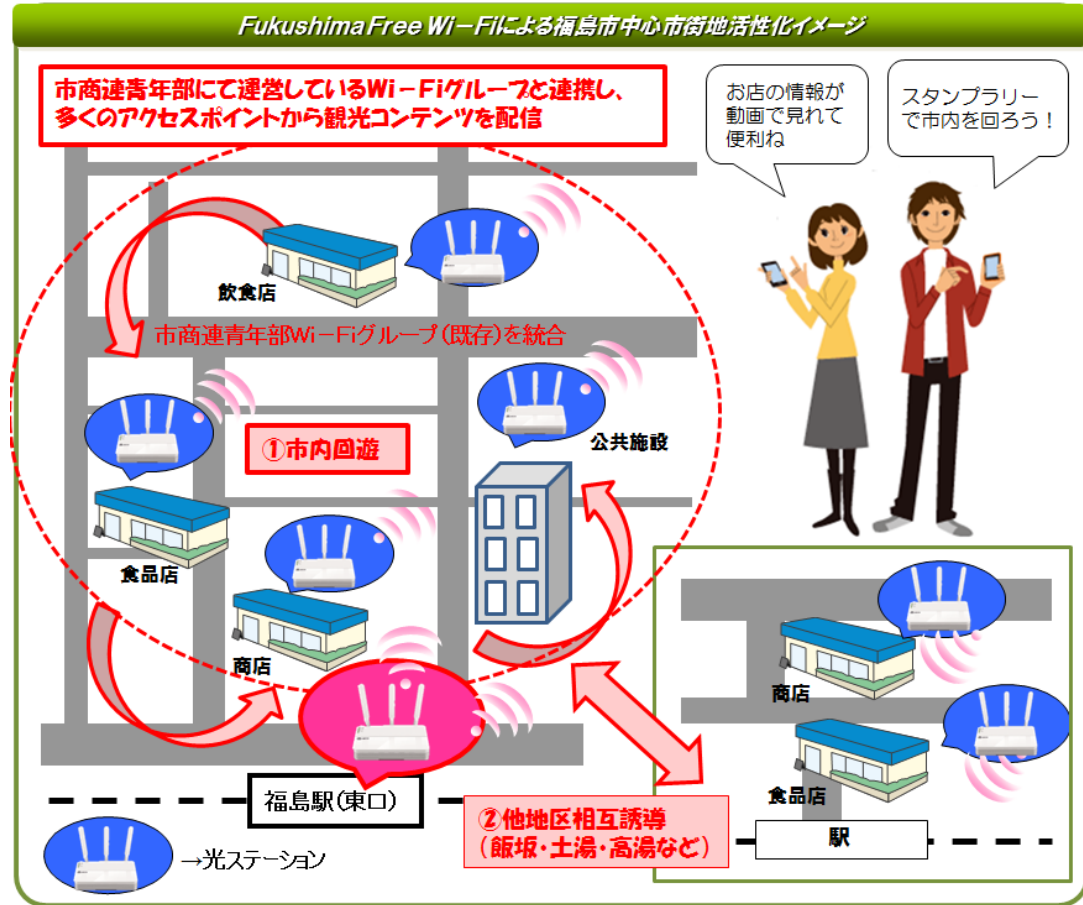 Fukushima Free Wi−Fiによる福島市中心市街地活性化イメージ
市商連青年部にて運営しているWi−Fiグループと連携し、
多くのアクセスポイントから観光コンテンツを配信
お店の情報が
動画で見れて
便利ね
スタンプラリー
で市内を回ろう！
飲食店
市商連青年部Wi−Fiグループ(既存)を統合
公共施設
①市内回遊
食品店
商店
福島駅(東口)
②他地区相互誘導
(飯坂・土湯・高湯など)
→光ステーション
商店
食品店
駅